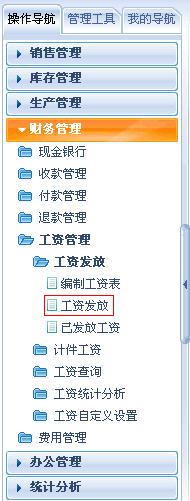 操作导航 管理工具 我的导航
销售管理
库存管理
生产管理
财务管理
现金银行
收款管理
付款管理
退款管理
工资管理
工资发放
编制工资表
工资发放
已发放工资
计件工资
工资查询
工资统计分析
工资自定义设置
费用管理
办公管理
统计分析